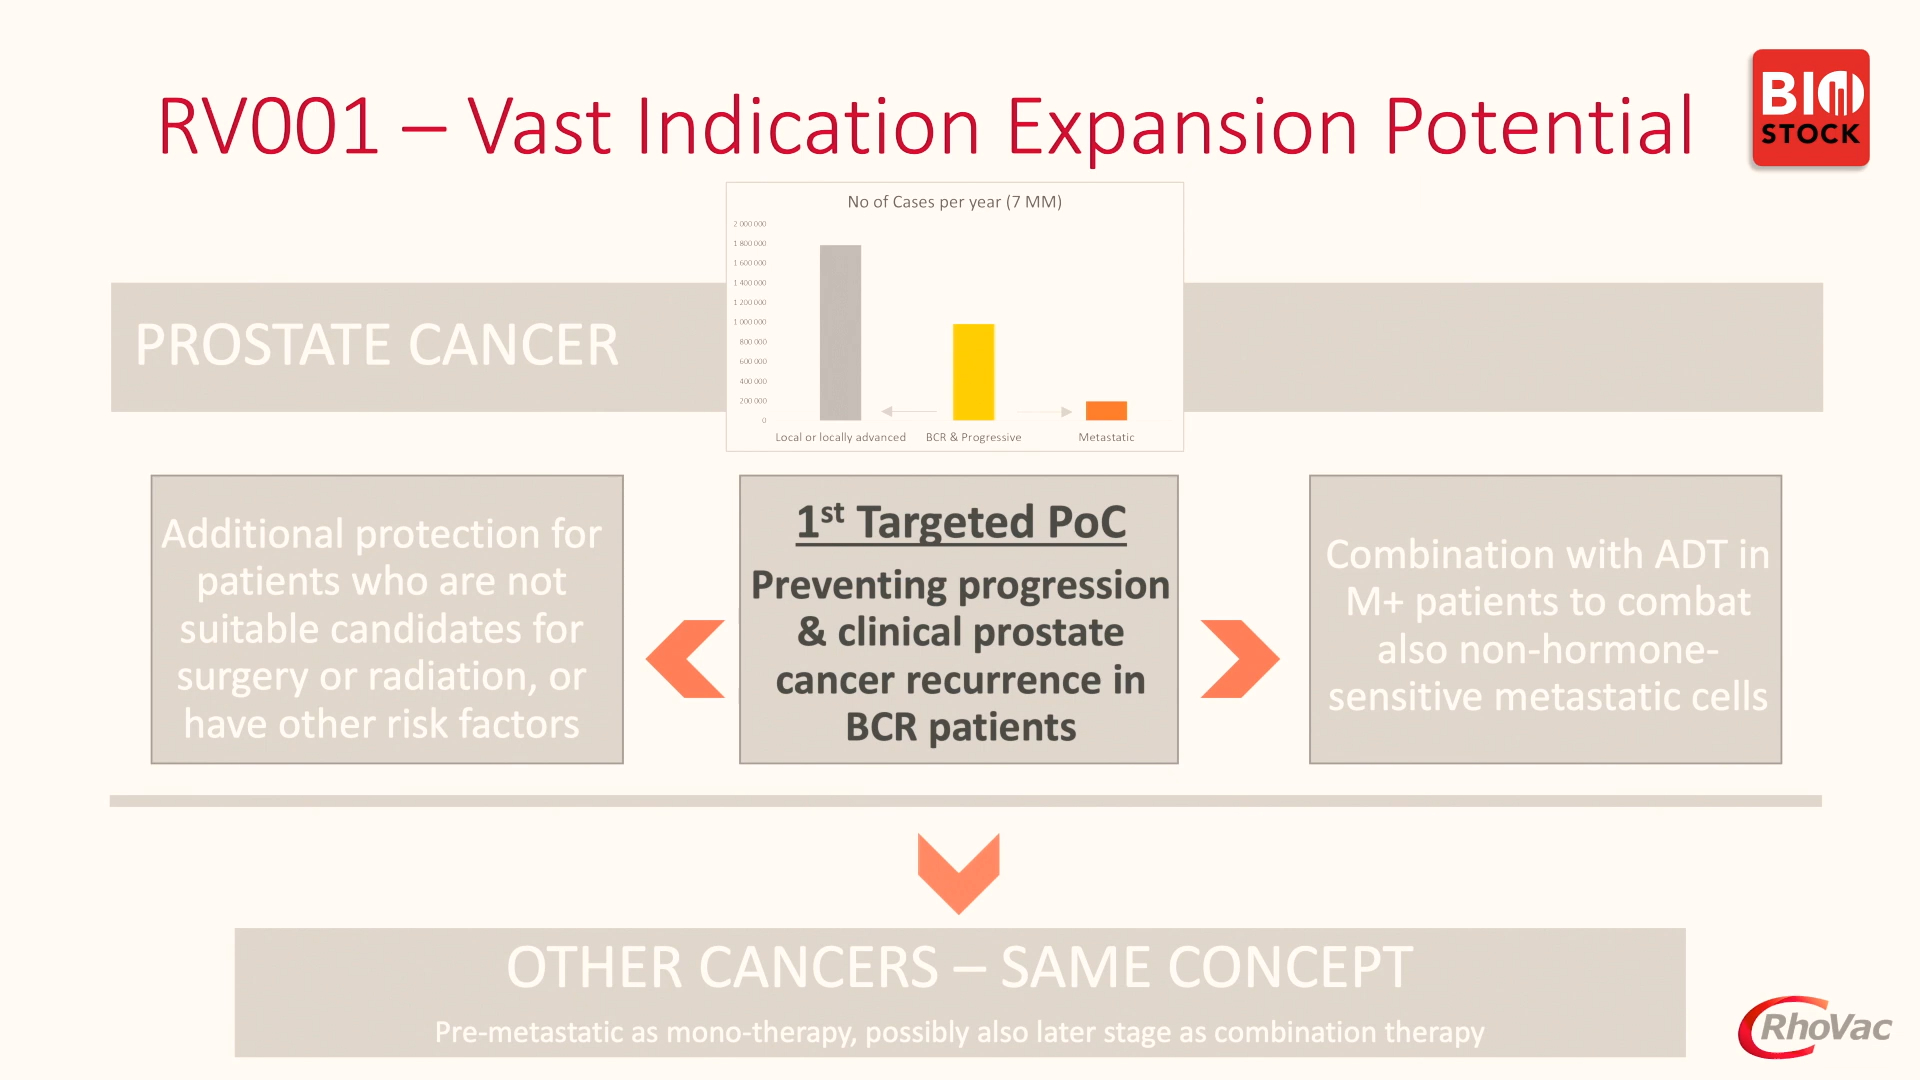 RV001 – Vast Indication Expansion Potential
BIO
STOCK
No of Cases per year (7 MM)
2 000 000
1 800 000
1 600 000
1 400 000
1 200 000
1 000 000
800 000
600 000
400 000
200 000
0
Local or locally advanced
BCR & Progressive
Metastatic
PROSTATE CANCER
Additional protection for
patients who are not
suitable candidates for
surgery or radiation, or
have other risk factors
1st Targeted PoC
Preventing progression
& clinical prostate
cancer recurrence in
BCR patients
Combination with ADT in
M+ patients to combat
also non-hormone-
sensitive metastatic cells
OTHER CANCERS – SAME CONCEPT
Pre-metastatic as mono-therapy, possibly also later stage as combination therapy
RhoVac